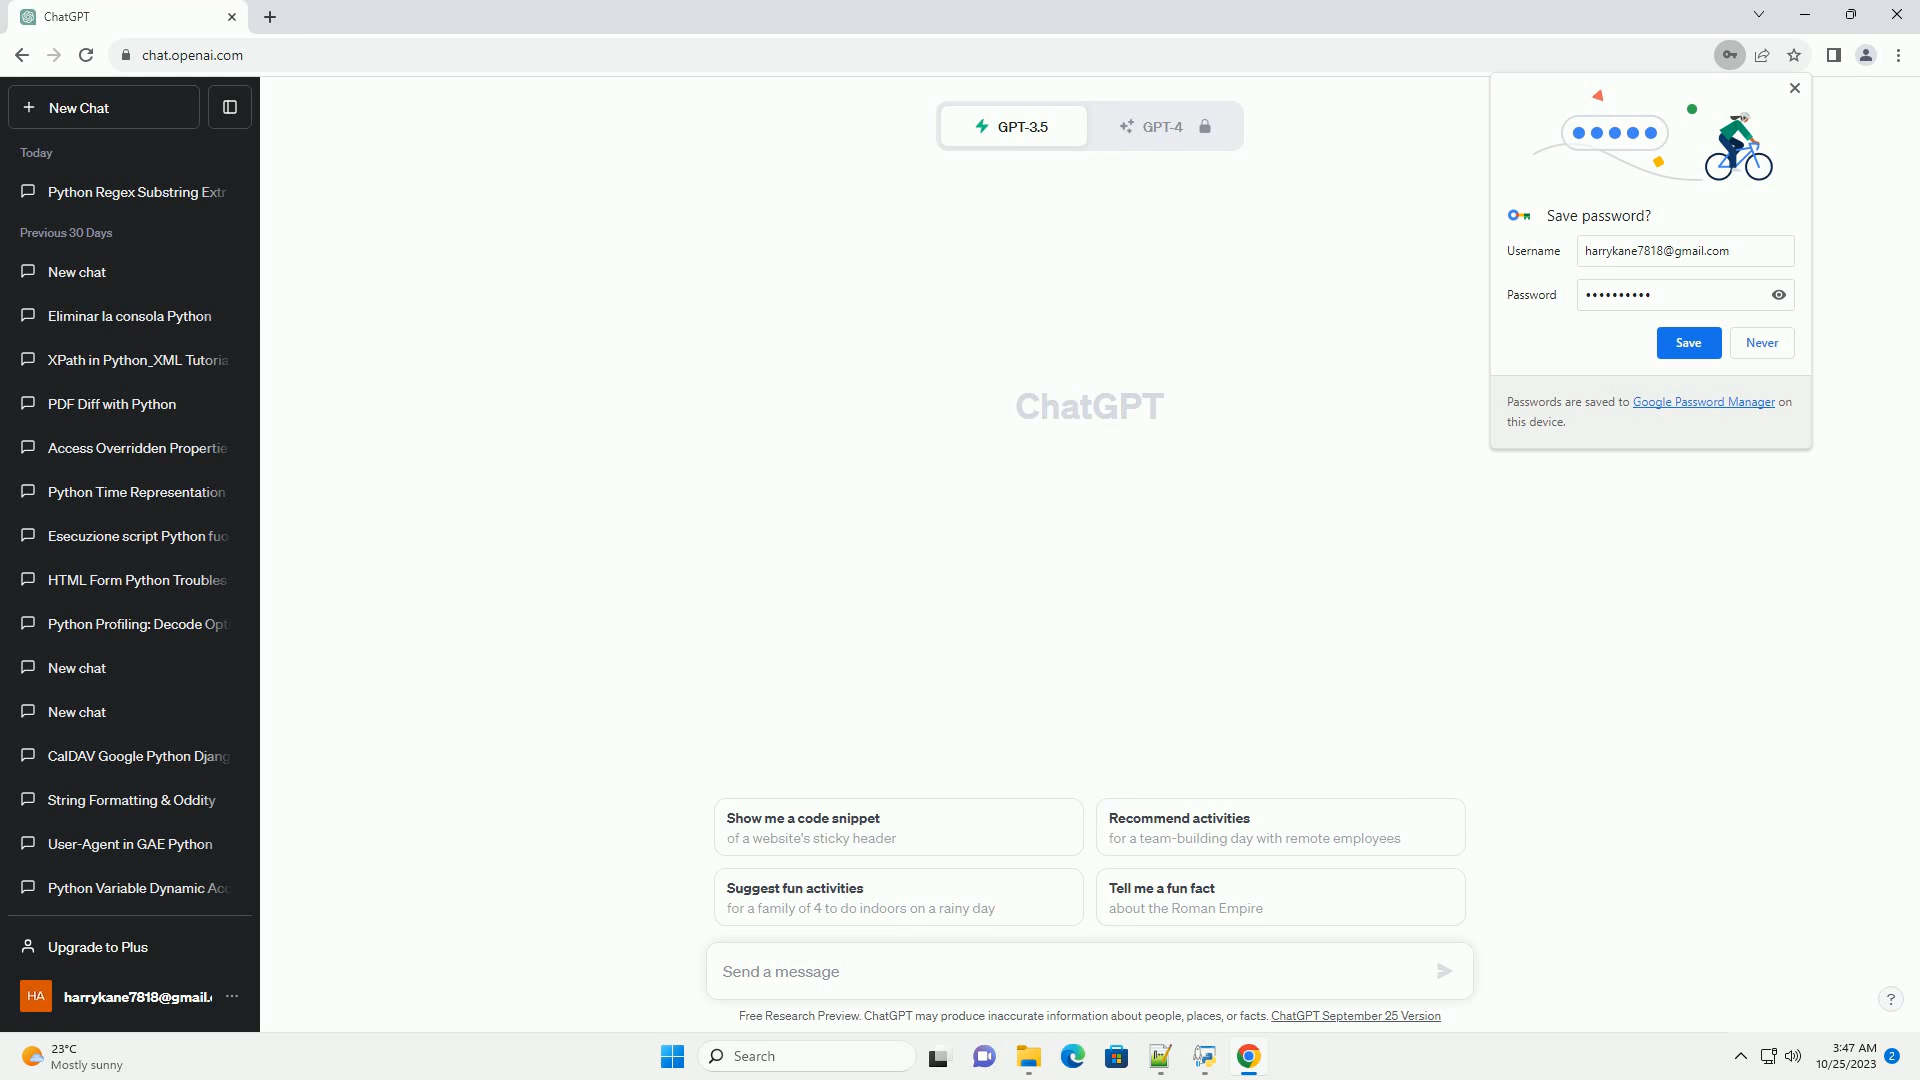 ChatGPT
chat.openai.com
New Chat
Today
Python Regex Substring Extr
Previous 30 Days
New chat
Eliminar la consola Python
XPath in Python_XML Tutoria
PDF Diff with Python
Access Overridden Propertie
Python Time Representation
Esecuzione script Python fuo
HTML Form Python Troubles
Python Profiling: Decode Opt
New chat
New chat
CalDAV Google Python Djang
String Formatting & Oddity
User-Agent in GAE Python
Python Variable Dynamic Acc
Upgrade to Plus
HA harrykane7818@gmail.
GPT-3.5 GPT-4
ChatGPT
Show me a code snippet
of a website's sticky header
Recommend activities
for a team-building day with remote employees
Suggest fun activities
for a family of 4 to do indoors on a rainy day
Tell me a fun fact
about the Roman Empire
Send a message
Free Research Preview. ChatGPT may produce inaccurate information about people, places, or facts. ChatGPT September 25 Version
Save password?
Username harrykane7818@gmail.com
Password ••••••••••
Save Never
Passwords are saved to Google Password Manager on
this device.
?
23°C
Mostly sunny
Search
3:47 AM
10/25/2023
2